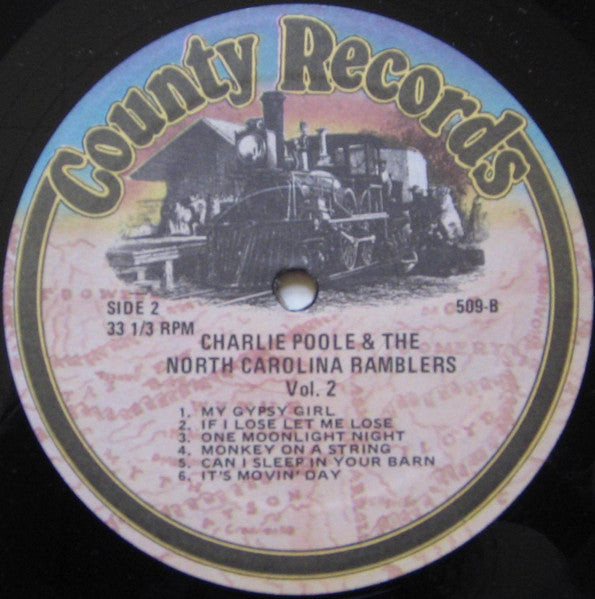 County Records
SIDE 2
33 1/3 RPM
509-B
CHARLIE POOLE & THE
NORTH CAROLINA RAMBLERS
Vol. 2
1. MY GYPSY GIRL
2. IF I LOSE LET ME LOSE
3. ONE MOONLIGHT NIGHT
4. MONKEY ON A STRING
5. CAN I SLEEP IN YOUR BARN
6. IT'S MOVIN' DAY